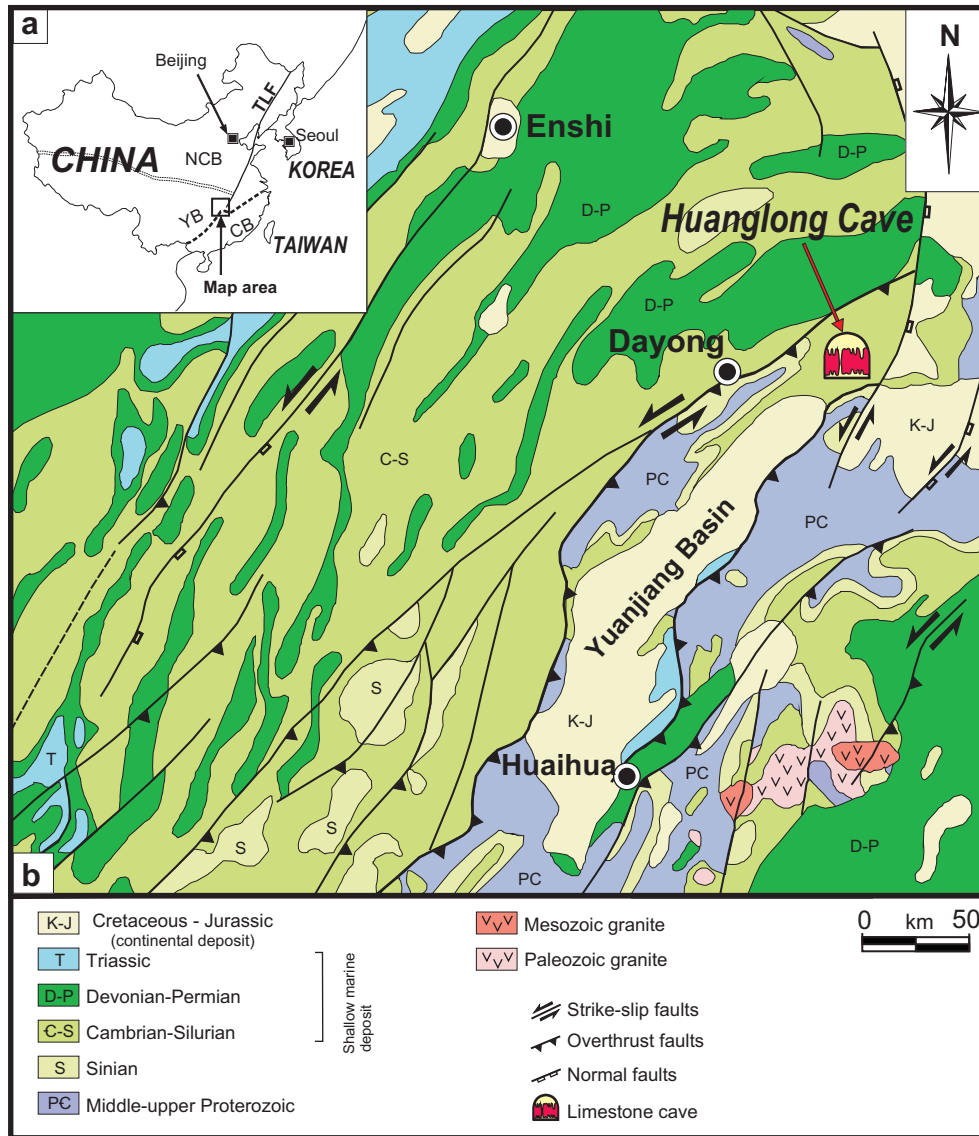 a
Beijing
TLF
Seoul
NCB
CHINA
KOREA
YB
CB
TAIWAN
Map area
N
Enshi
D-P
D-P
Huanglong Cave
D-P
Dayong
K-J
C-S
PC
PC
Yuanjiang Basin
S
K-J
T
Huaihua
PC
S
S
D-P
PC
b
K-J Cretaceous - Jurassic
(continental deposit)
T Triassic
D-P Devonian-Permian
Є-S Cambrian-Silurian
S Sinian
PЄ Middle-upper Proterozoic
Shallow marine
deposit
Mesozoic granite
Paleozoic granite
Strike-slip faults
Overthrust faults
Normal faults
Limestone cave
0 km 50